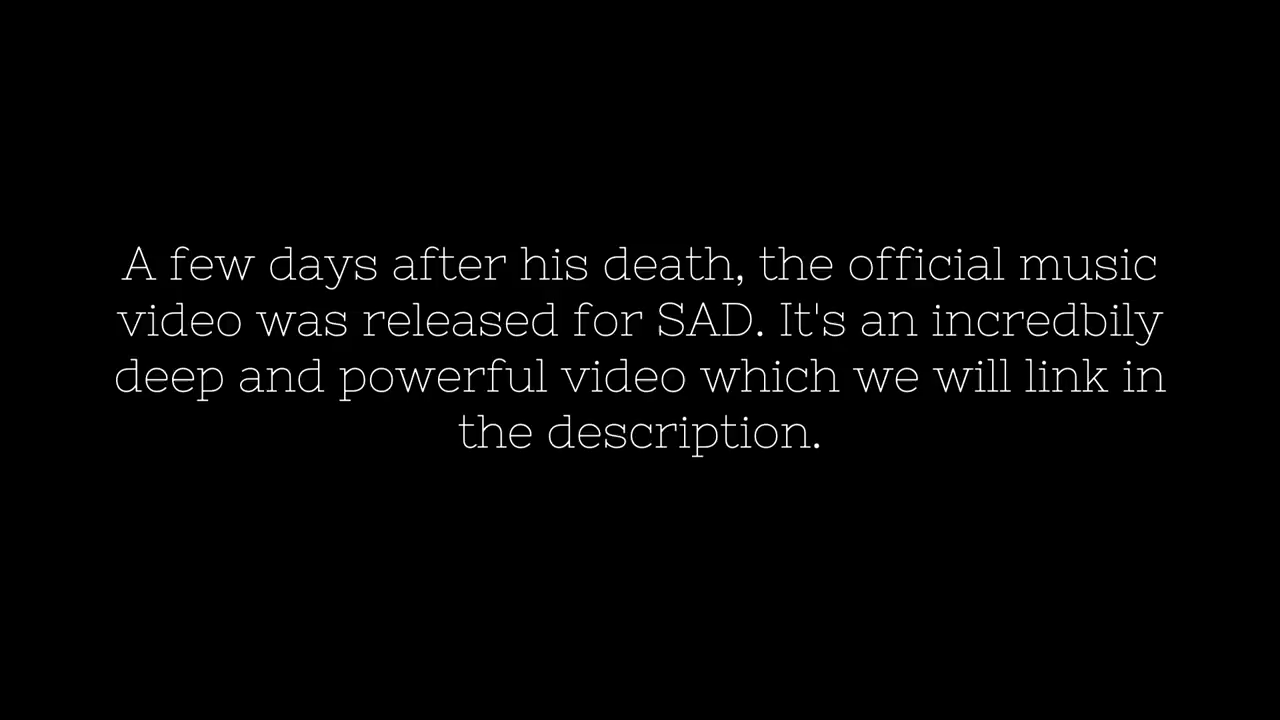 A few days after his death, the official music
video was released for SAD. It's an incredbily
deep and powerful video which we will link in
the description.